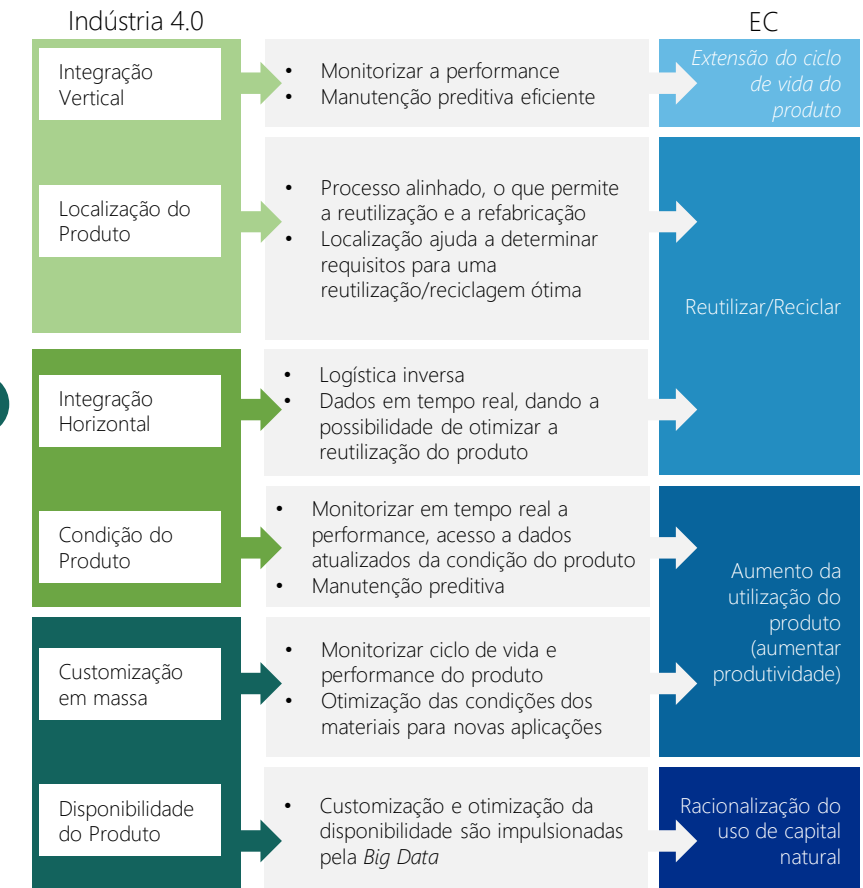 Indústria 4.0
EC
Integração
Vertical
• Monitorizar a performance
• Manutenção preditiva eficiente
Extensão do ciclo
de vida do
produto
Localização do
Produto
• Processo alinhado, o que permite
a reutilização e a refabricação
• Localização ajuda a determinar
requisitos para uma
reutilização/reciclagem ótima
Reutilizar/Reciclar
Integração
Horizontal
• Logística inversa
• Dados em tempo real, dando a
possibilidade de otimizar a
reutilização do produto
Condição do
Produto
• Monitorizar em tempo real a
performance, acesso a dados
atualizados da condição do produto
• Manutenção preditiva
Aumento da
utilização do
produto
(aumentar
produtividade)
Customização
em massa
• Monitorizar ciclo de vida e
performance do produto
• Otimização das condições dos
materiais para novas aplicações
Disponibilidade
do Produto
• Customização e otimização da
disponibilidade são impulsionadas
pela Big Data
Racionalização do
uso de capital
natural